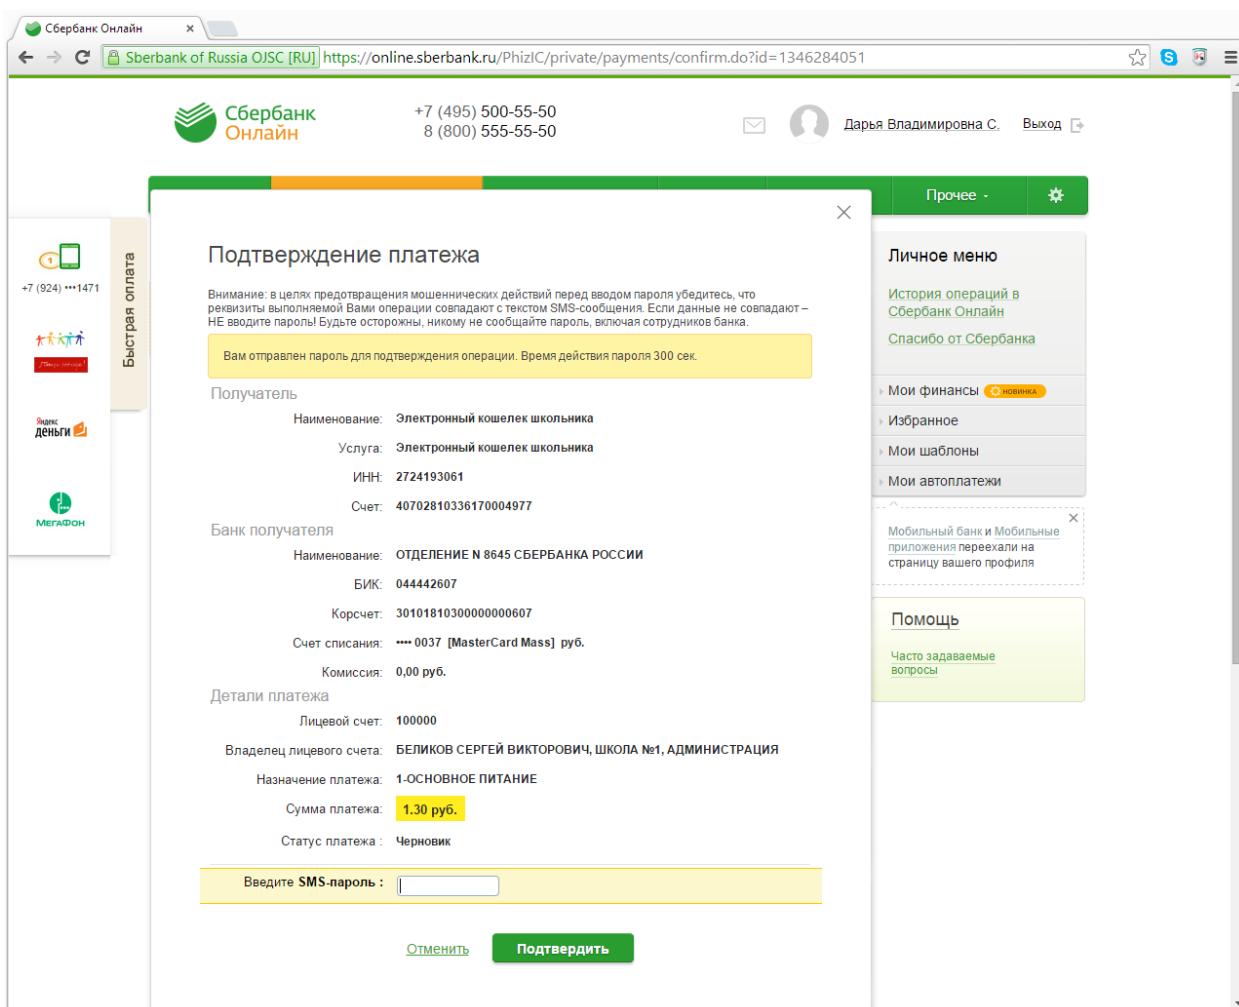 Сбербанк Онлайн
Sberbank of Russia OJSC [RU] https://online.sberbank.ru/PhizIC/private/payments/confirm.do?id=1346284051
Сбербанк
Онлайн
+7 (495) 500-55-50
8 (800) 555-55-50
Дарья Владимировна С.
Выход
Прочее
+7 (924) •••1471
Яндекс
деньги
МЕГАФОН
Быстрая оплата
Подтверждение платежа
Внимание: в целях предотвращения мошеннических действий перед вводом пароля убедитесь, что
реквизиты выполняемой Вами операции совпадают с текстом SMS-сообщения. Если данные не совпадают –
НЕ вводите пароль! Будьте осторожны, никому не сообщайте пароль, включая сотрудников банка.
Вам отправлен пароль для подтверждения операции. Время действия пароля 300 сек.
Получатель
Наименование: Электронный кошелек школьника
Услуга: Электронный кошелек школьника
ИНН: 2724193061
Счет: 40702810336170004977
Банк получателя
Наименование: ОТДЕЛЕНИЕ N 8645 СБЕРБАНКА РОССИИ
БИК: 044442607
Корсчет: 30101810300000000607
Счет списания: •••• 0037 [MasterCard Mass] руб.
Комиссия: 0,00 руб.
Детали платежа
Лицевой счет: 100000
Владелец лицевого счета: БЕЛИКОВ СЕРГЕЙ ВИКТОРОВИЧ, ШКОЛА №1, АДМИНИСТРАЦИЯ
Назначение платежа: 1-ОСНОВНОЕ ПИТАНИЕ
Сумма платежа: 1.30 руб.
Статус платежа : Черновик
Введите SMS-пароль :
Отменить
Подтвердить
Личное меню
История операций в
Сбербанк Онлайн
Спасибо от Сбербанка
Мои финансы НОВИНКА
Избранное
Мои шаблоны
Мои автоплатежи
Мобильный банк и Мобильные
приложения переехали на
страницу вашего профиля
Помощь
Часто задаваемые
вопросы